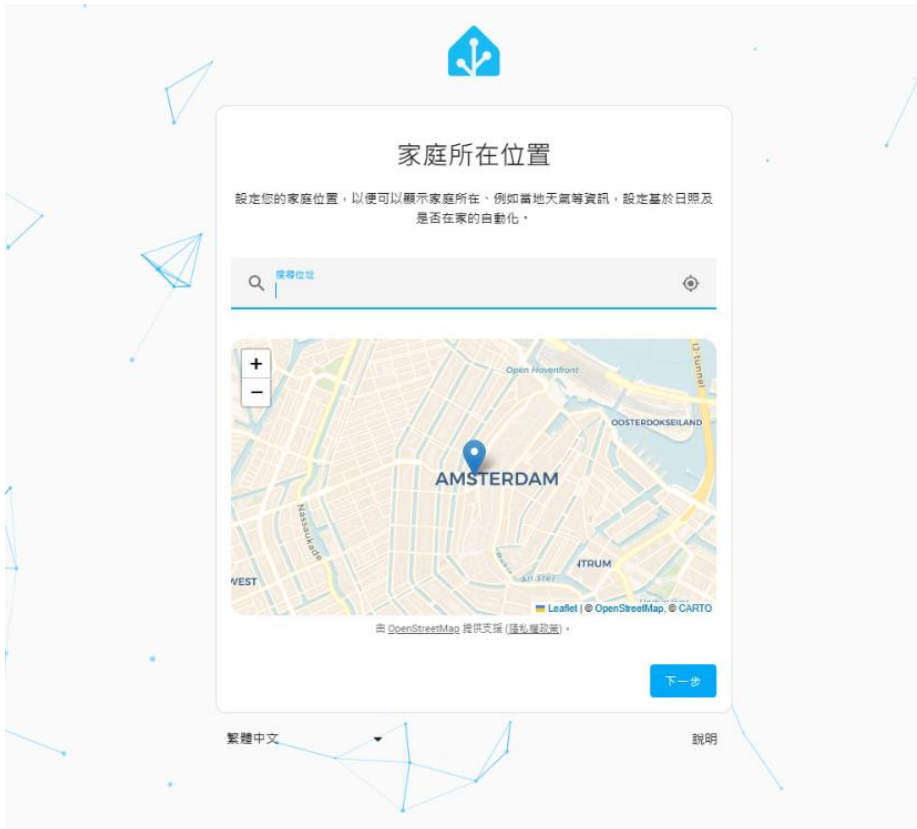 家庭所在位置
設定您的家庭位置，以便可以顯示家庭所在、例如當地天氣等資訊，設定基於日照及
是否在家的自動化。
搜尋位址
+
−
Open Havenfront
IJ-tunnel
OOSTERDOKSEILAND
AMSTERDAM
Nassaukade
NTRUM
WEST
Leaflet | © OpenStreetMap, © CARTO
由 OpenStreetMap 提供支援 (隱私權政策)。
下一步
繁體中文
說明